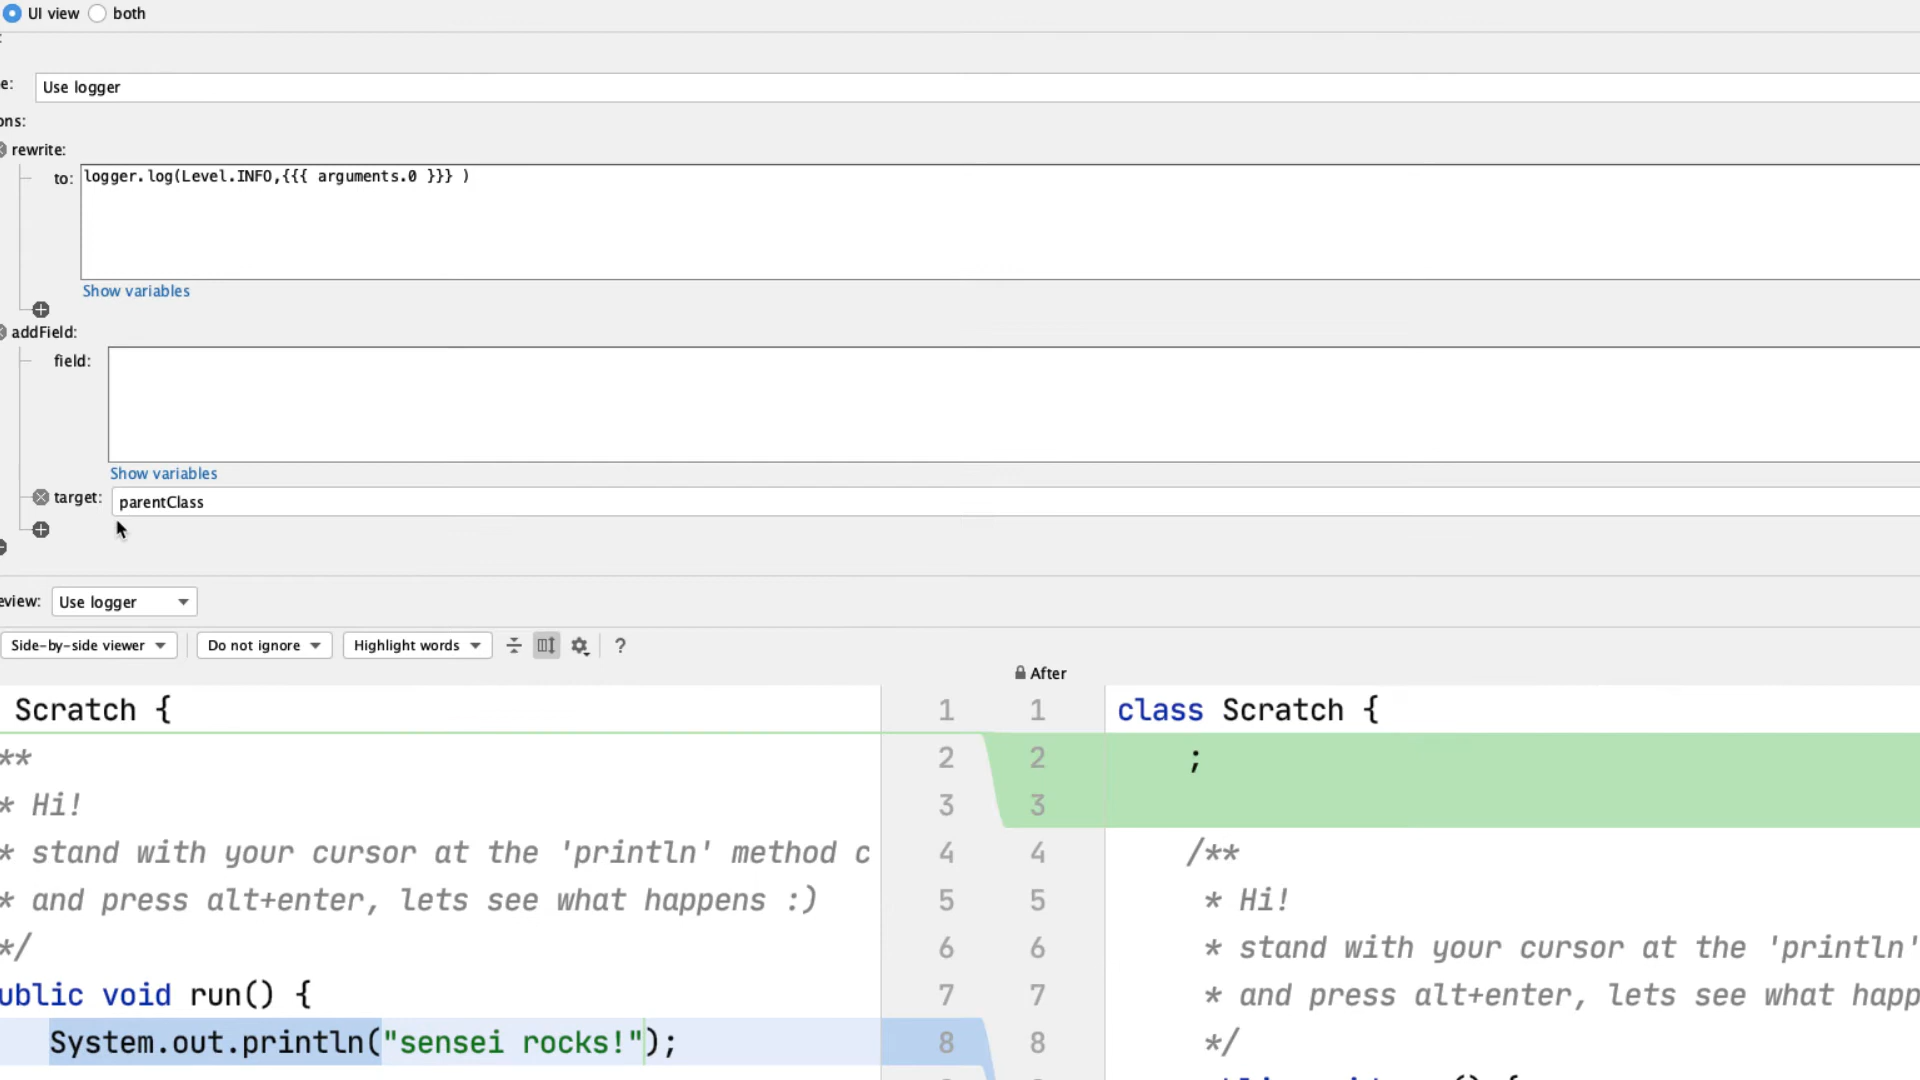 UI view both
:
e: Use logger
ons:
rewrite:
to: logger.log(Level.INFO,{{{ arguments.0 }}} )
Show variables
addField:
field:
Show variables
target: parentClass
eview: Use logger
Side-by-side viewer Do not ignore Highlight words ?
After
Scratch { 1 1 class Scratch {
** 2 2 ;
* Hi! 3 3
* stand with your cursor at the 'println' method c 4 4 /**
* and press alt+enter, lets see what happens :) 5 5 * Hi!
*/ 6 6 * stand with your cursor at the 'println'
ublic void run() { 7 7 * and press alt+enter, lets see what happ
System.out.println("sensei rocks!"); 8 8 */